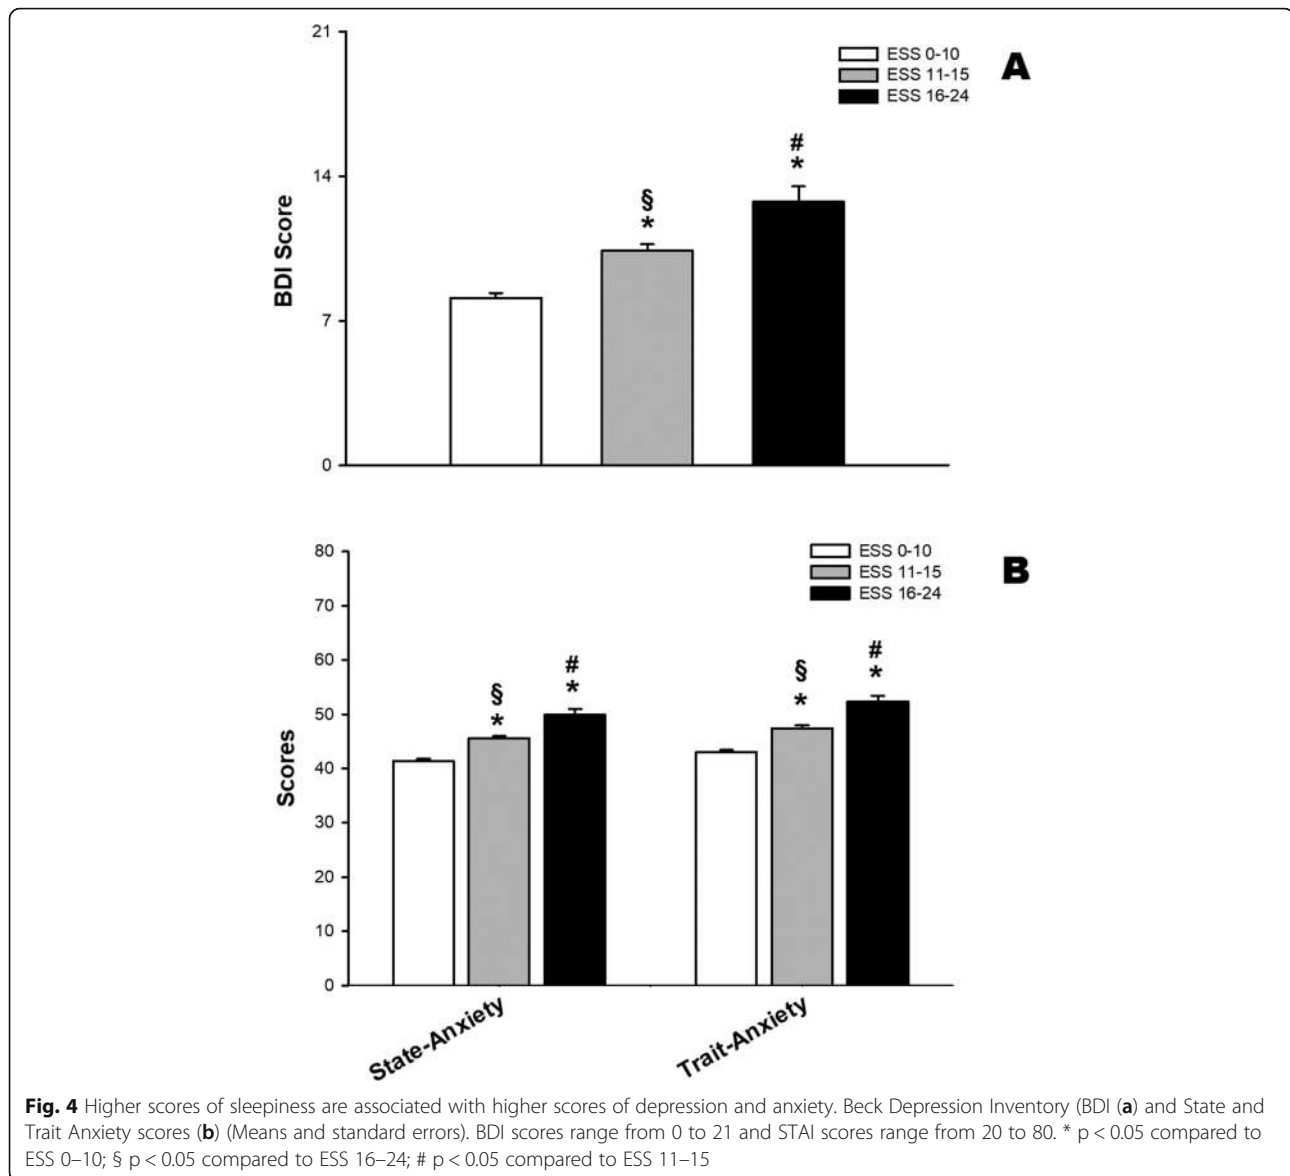 21
ESS 0-10
ESS 11-15
ESS 16-24
A
#
*
14
§
*
BDI Score
7
0
80
ESS 0-10
ESS 11-15
ESS 16-24
B
70
60
#
*
#
*
§
*
§
*
50
Scores
40
30
20
10
0
State-Anxiety
Trait-Anxiety
Fig. 4 Higher scores of sleepiness are associated with higher scores of depression and anxiety. Beck Depression Inventory (BDI (a) and State and
Trait Anxiety scores (b) (Means and standard errors). BDI scores range from 0 to 21 and STAI scores range from 20 to 80. * p < 0.05 compared to
ESS 0–10; § p < 0.05 compared to ESS 16–24; # p < 0.05 compared to ESS 11–15